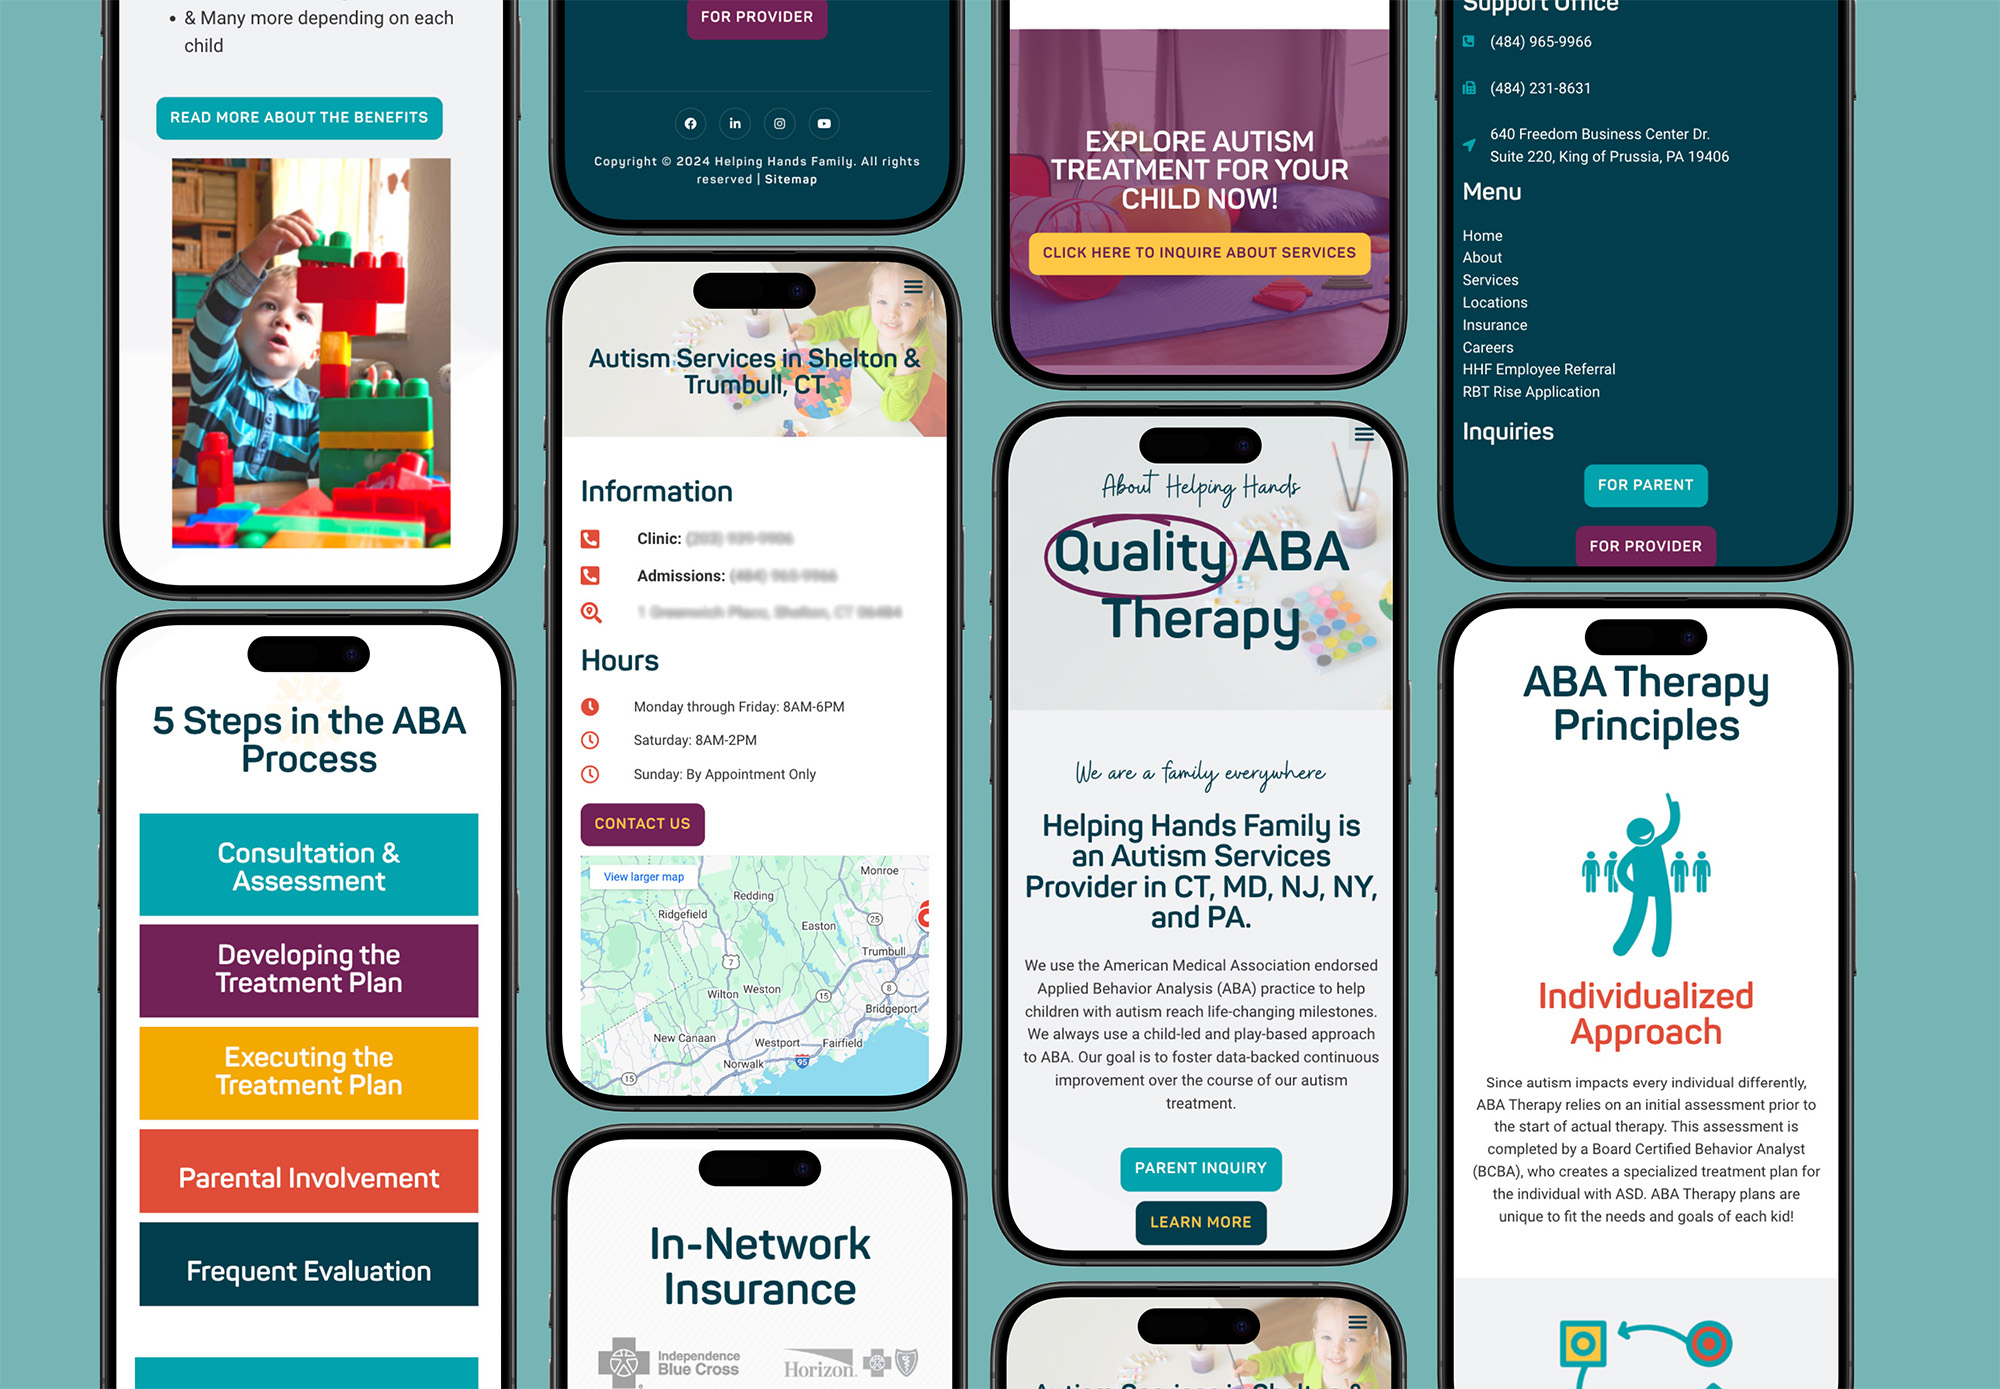 & Many more depending on each
child
READ MORE ABOUT THE BENEFITS
5 Steps in the ABA
Process
Consultation &
Assessment
Developing the
Treatment Plan
Executing the
Treatment Plan
Parental Involvement
Frequent Evaluation
FOR PROVIDER
Copyright © 2024 Helping Hands Family. All rights
reserved | Sitemap
Autism Services in Shelton &
Trumbull, CT
Information
Clinic:
Admissions:
Hours
Monday through Friday: 8AM-6PM
Saturday: 8AM-2PM
Sunday: By Appointment Only
CONTACT US
View larger map
Monroe
Redding
Ridgefield
25
Easton
Trumbull
7
Wilton Weston
15
8
Bridgeport
New Canaan
Westport
Fairfield
Norwalk
95
15
In-Network
Insurance
Independence
Blue Cross
Horizon
EXPLORE AUTISM
TREATMENT FOR YOUR
CHILD NOW!
CLICK HERE TO INQUIRE ABOUT SERVICES
About Helping Hands
Quality ABA
Therapy
We are a family everywhere
Helping Hands Family is
an Autism Services
Provider in CT, MD, NJ, NY,
and PA.
We use the American Medical Association endorsed
Applied Behavior Analysis (ABA) practice to help
children with autism reach life-changing milestones.
We always use a child-led and play-based approach
to ABA. Our goal is to foster data-backed continuous
improvement over the course of our autism
treatment.
PARENT INQUIRY
LEARN MORE
Autism Services in Shelton &
Support Office
(484) 965-9966
(484) 231-8631
640 Freedom Business Center Dr.
Suite 220, King of Prussia, PA 19406
Menu
Home
About
Services
Locations
Insurance
Careers
HHF Employee Referral
RBT Rise Application
Inquiries
FOR PARENT
FOR PROVIDER
ABA Therapy
Principles
Individualized
Approach
Since autism impacts every individual differently,
ABA Therapy relies on an initial assessment prior to
the start of actual therapy. This assessment is
completed by a Board Certified Behavior Analyst
(BCBA), who creates a specialized treatment plan for
the individual with ASD. ABA Therapy plans are
unique to fit the needs and goals of each kid!